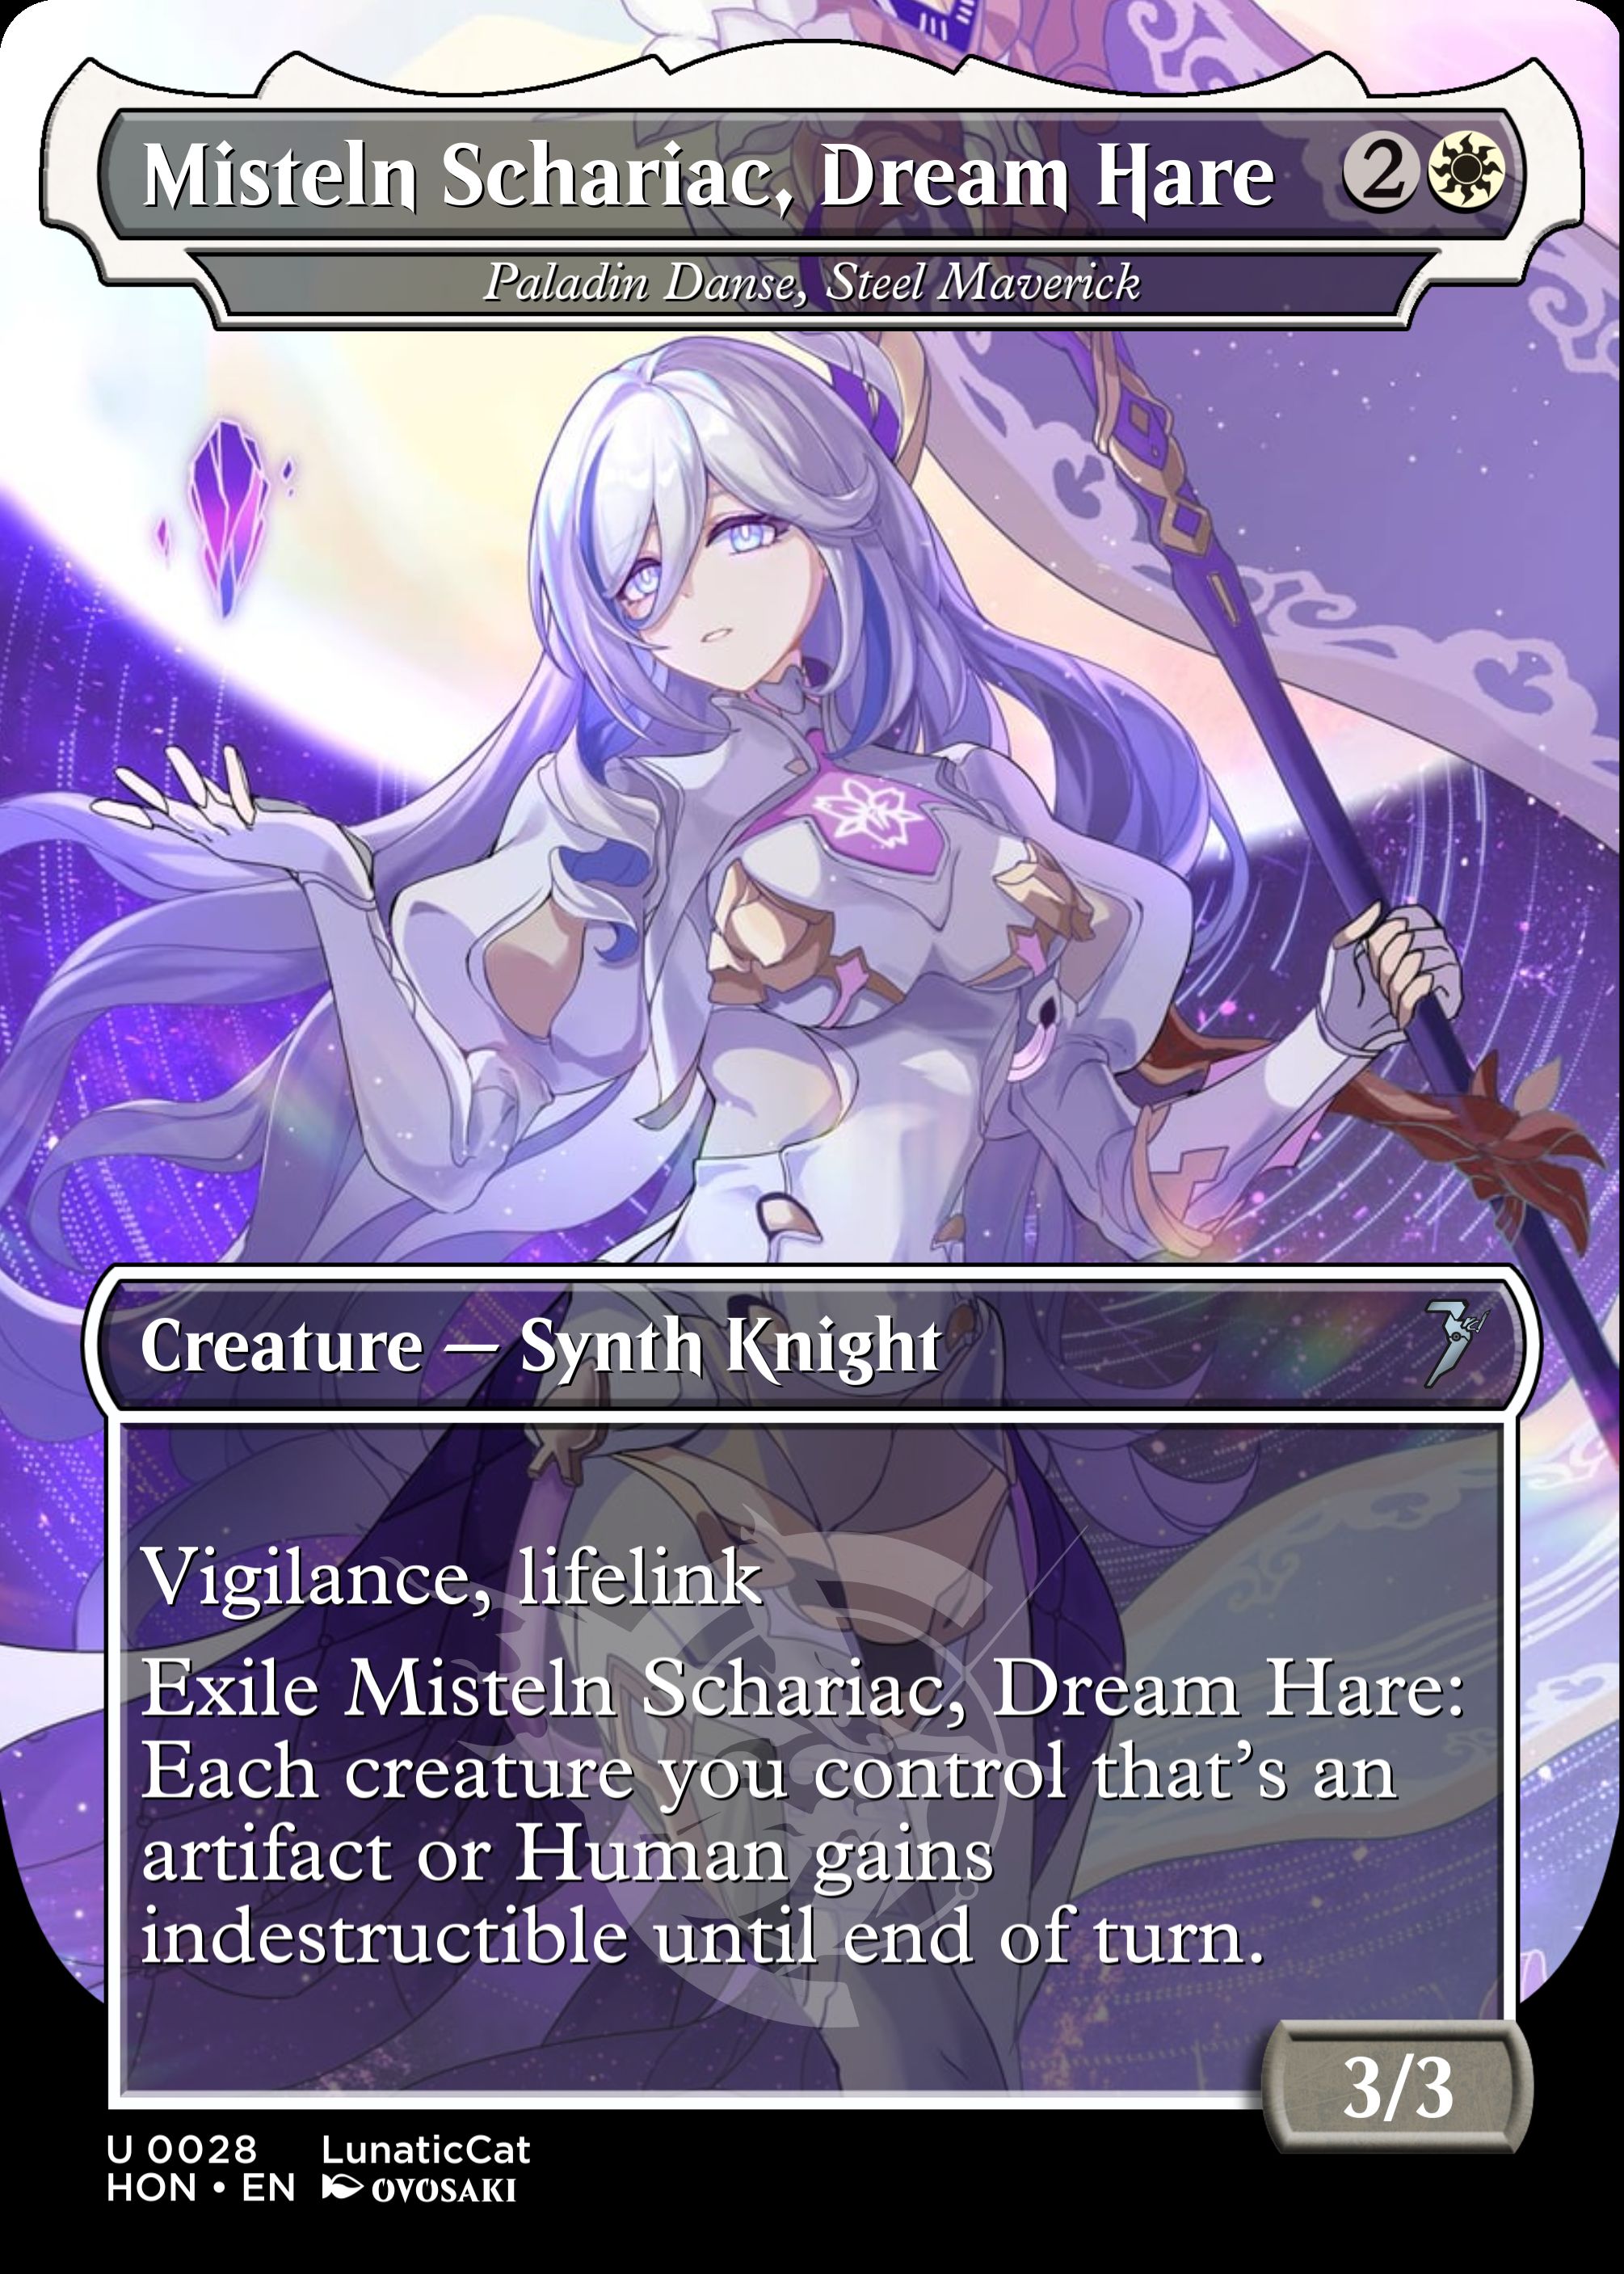 Misteln Schariac, Dream Hare 2
Paladin Danse, Steel Maverick
Creature — Synth Knight
3rd
Vigilance, lifelink
Exile Misteln Schariac, Dream Hare:
Each creature you control that's an
artifact or Human gains
indestructible until end of turn.
3/3
U 0028 LunaticCat
HON • EN OVOSAKI